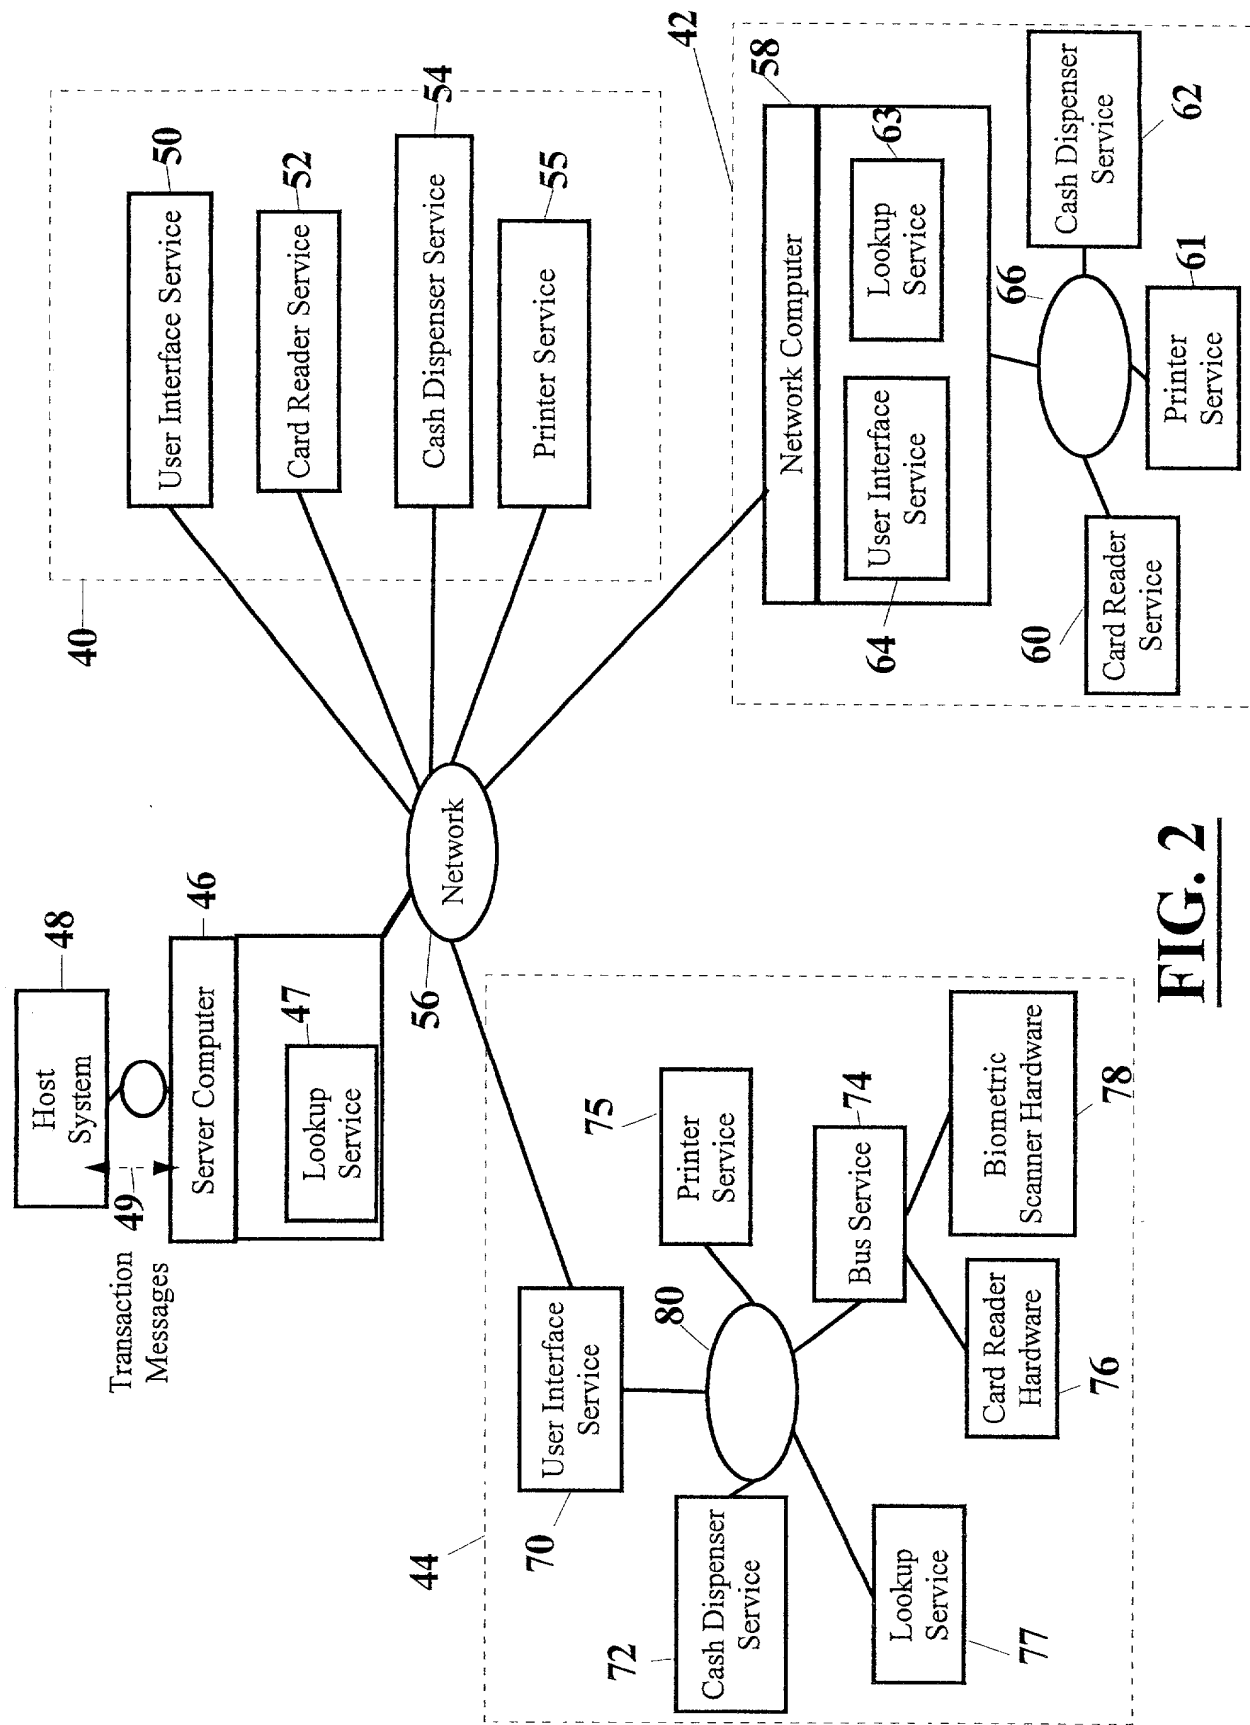 Host
System
48
49
Transaction
Messages
Server Computer
46
47
Lookup
Service
Network
56
40
User Interface Service
50
Card Reader Service
52
Cash Dispenser Service
54
Printer Service
55
44
User Interface
Service
70
Cash Dispenser
Service
72
80
Printer
Service
75
Bus Service
74
Lookup
Service
77
Card Reader
Hardware
76
Biometric
Scanner Hardware
78
42
Network Computer
58
User Interface
Service
64
Lookup
Service
63
66
Card Reader
Service
60
Printer
Service
61
Cash Dispenser
Service
62
FIG. 2